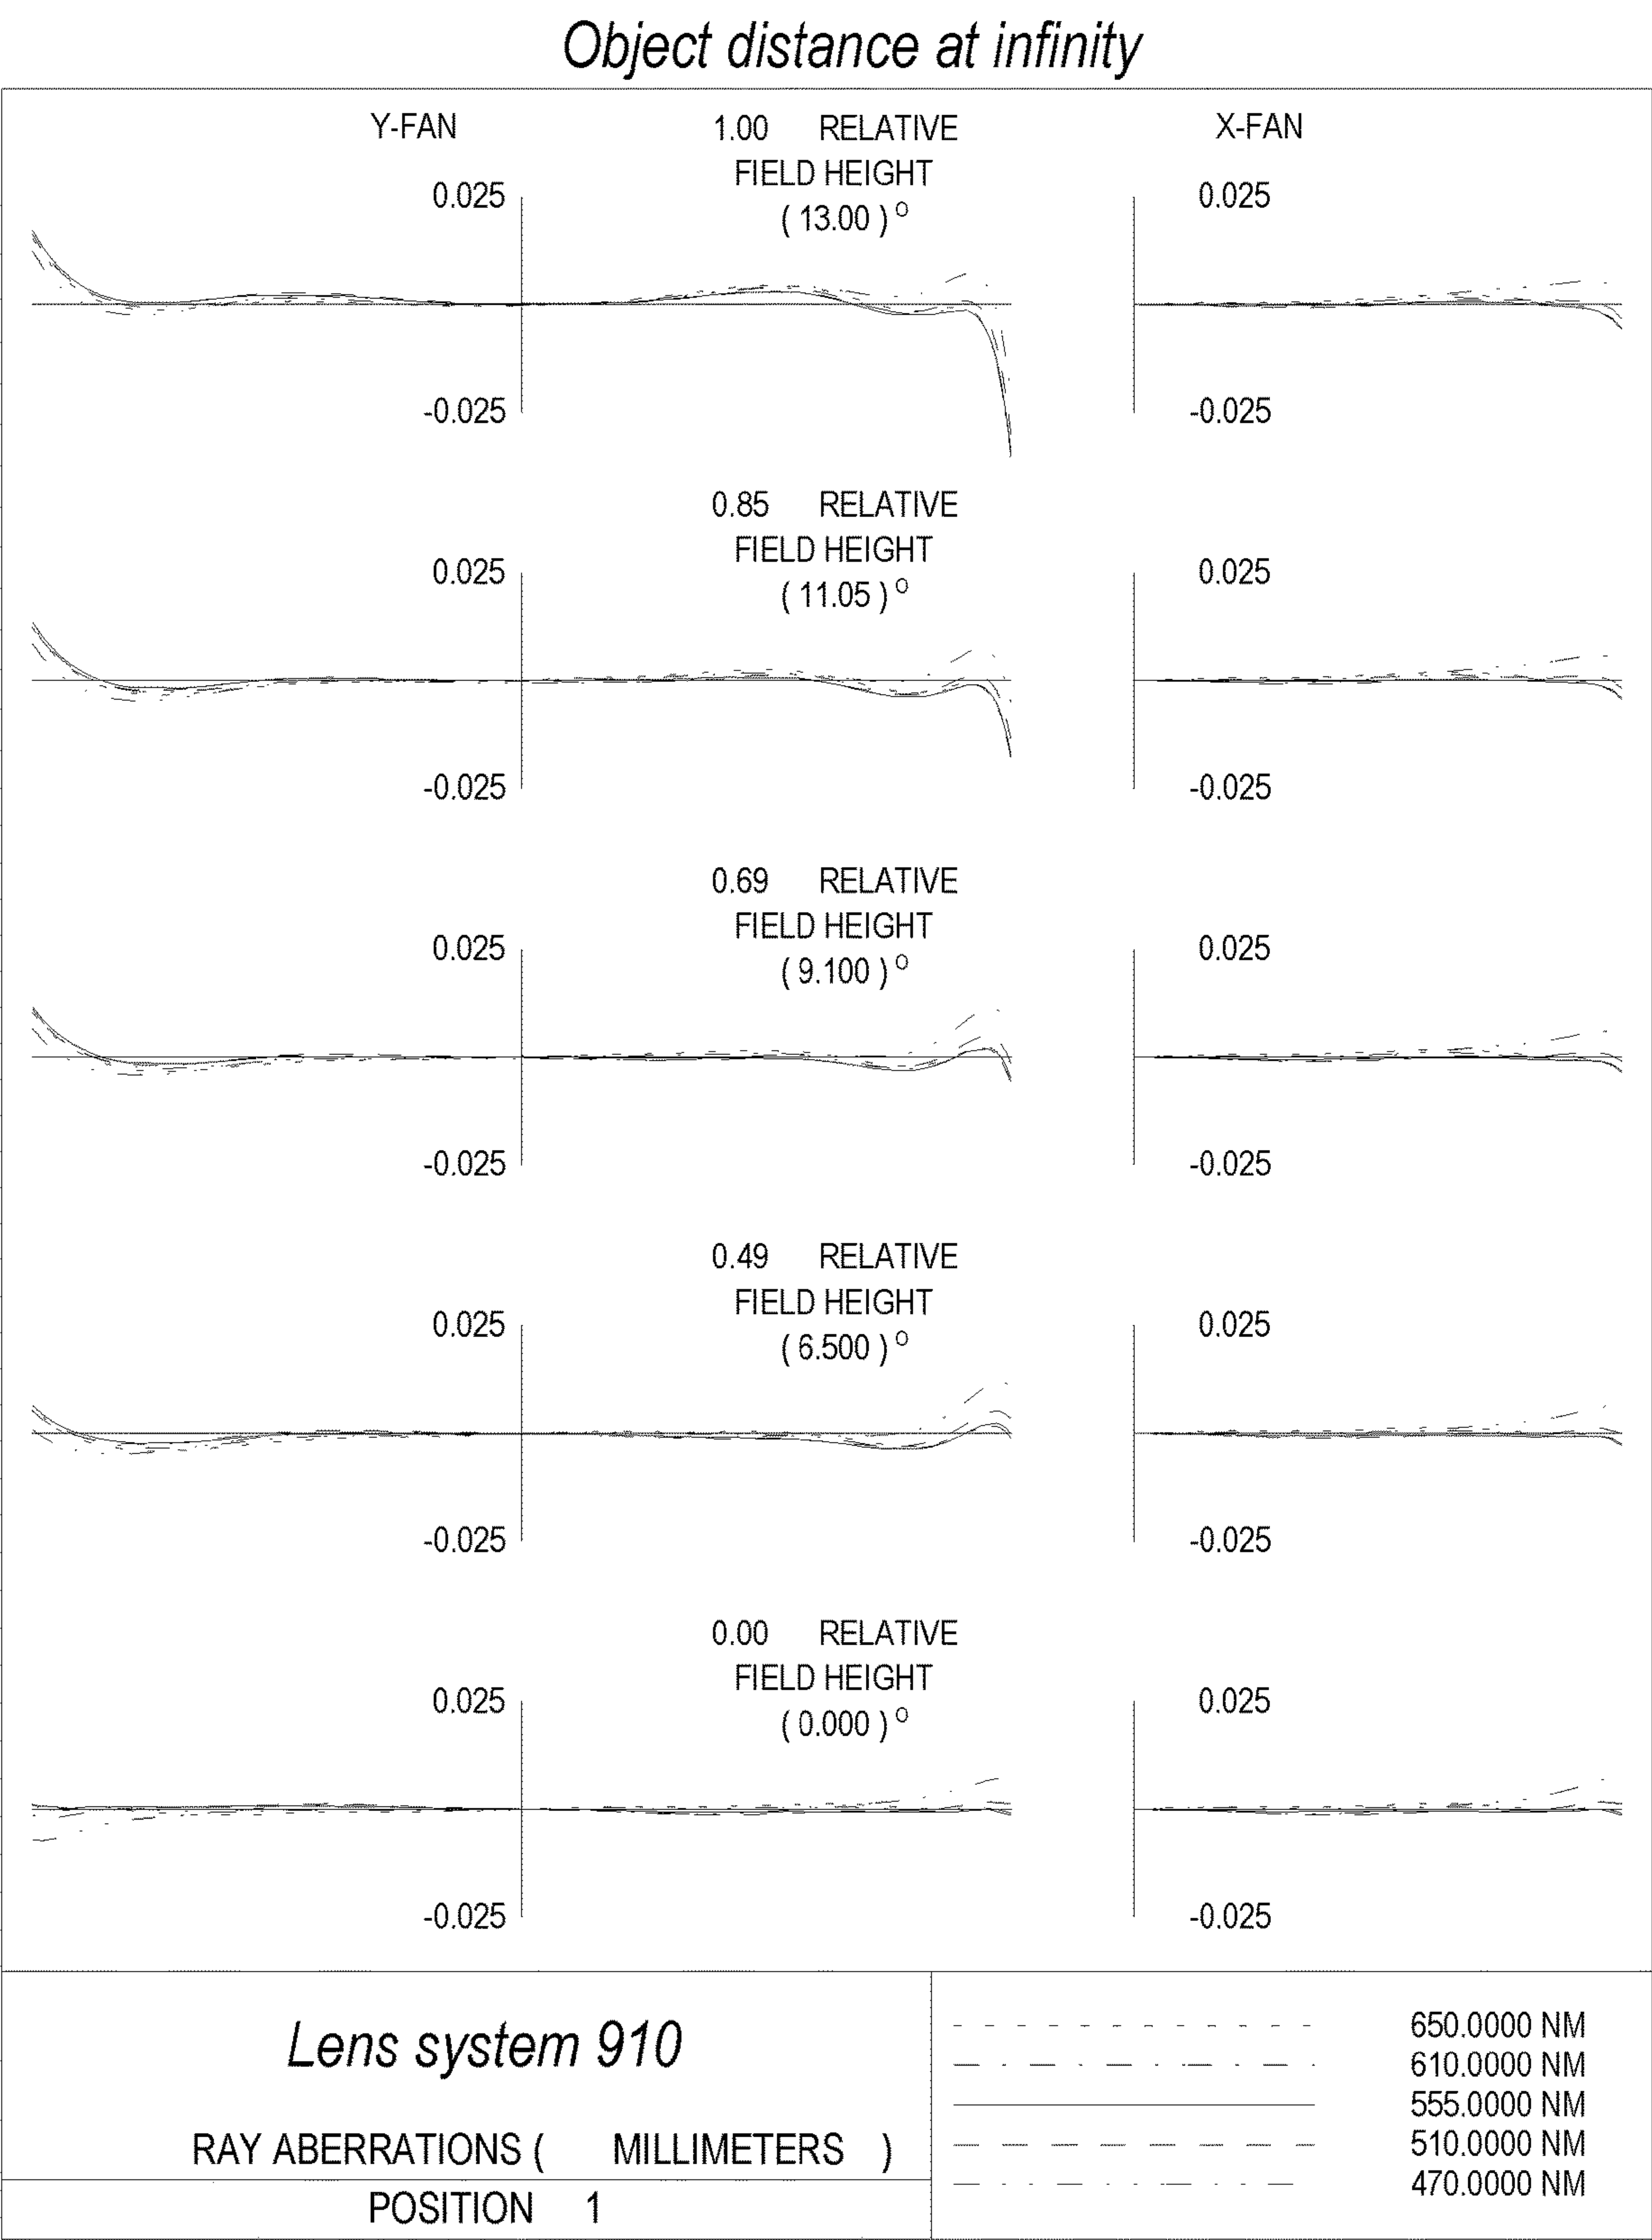 Object distance at infinity
Y-FAN 1.00 RELATIVE X-FAN
FIELD HEIGHT
0.025 ( 13.00 )° 0.025
-0.025 -0.025
0.85 RELATIVE
FIELD HEIGHT
0.025 ( 11.05 )° 0.025
-0.025 -0.025
0.69 RELATIVE
FIELD HEIGHT
0.025 ( 9.100 )° 0.025
-0.025 -0.025
0.49 RELATIVE
FIELD HEIGHT
0.025 ( 6.500 )° 0.025
-0.025 -0.025
0.00 RELATIVE
FIELD HEIGHT
0.025 ( 0.000 )° 0.025
-0.025 -0.025
Lens system 910
RAY ABERRATIONS ( MILLIMETERS )
POSITION 1
650.0000 NM
610.0000 NM
555.0000 NM
510.0000 NM
470.0000 NM